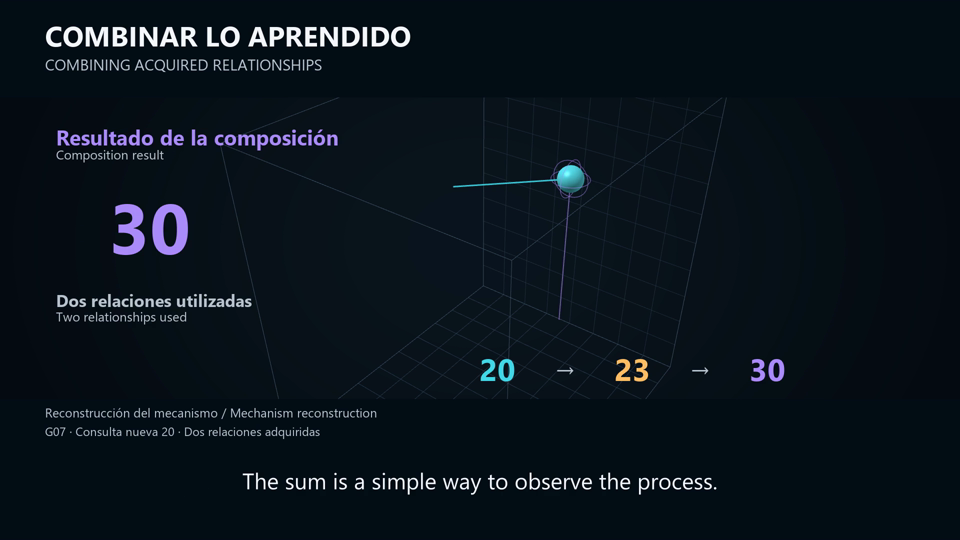 COMBINAR LO APRENDIDO
COMBINING ACQUIRED RELATIONSHIPS
Resultado de la composición
Composition result
30
Dos relaciones utilizadas
Two relationships used
20 → 23 → 30
Reconstrucción del mecanismo / Mechanism reconstruction
G07 · Consulta nueva 20 · Dos relaciones adquiridas
The sum is a simple way to observe the process.